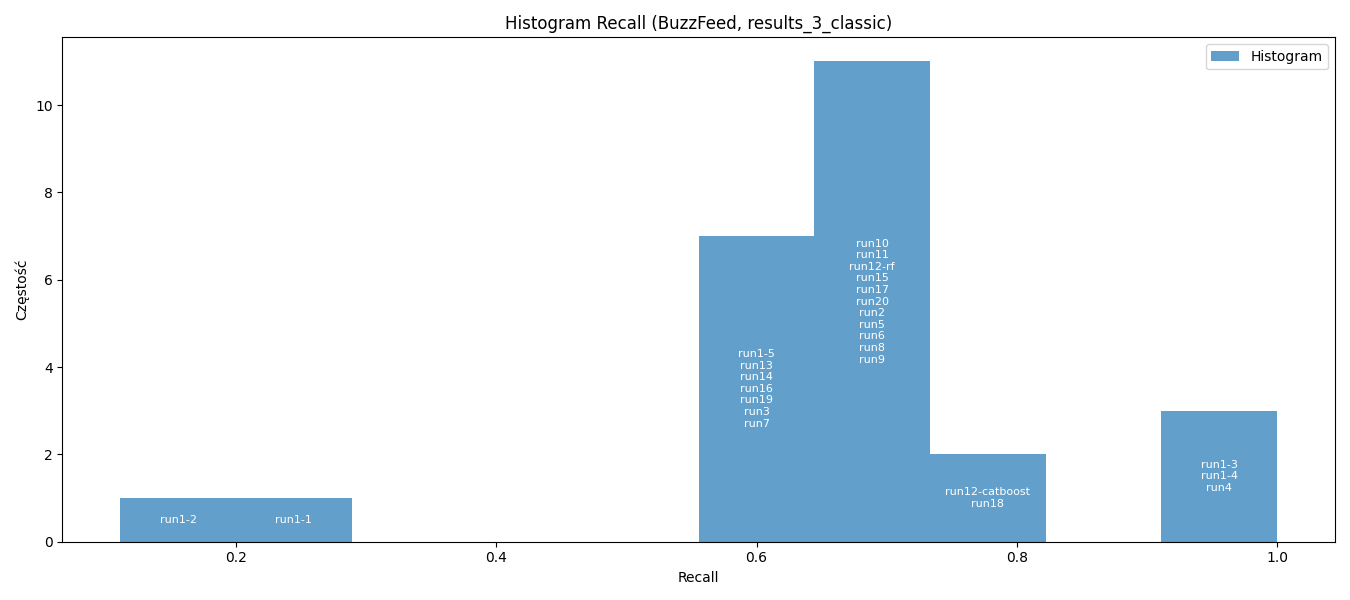 Histogram Recall (BuzzFeed, results_3_classic)
Histogram
10
8
6
4
2
0
Częstość
run1-2
run1-1
run1-5
run13
run14
run16
run19
run3
run7
run10
run11
run12-rf
run15
run17
run20
run2
run5
run6
run8
run9
run12-catboost
run18
run1-3
run1-4
run4
0.2
0.4
0.6
0.8
1.0
Recall